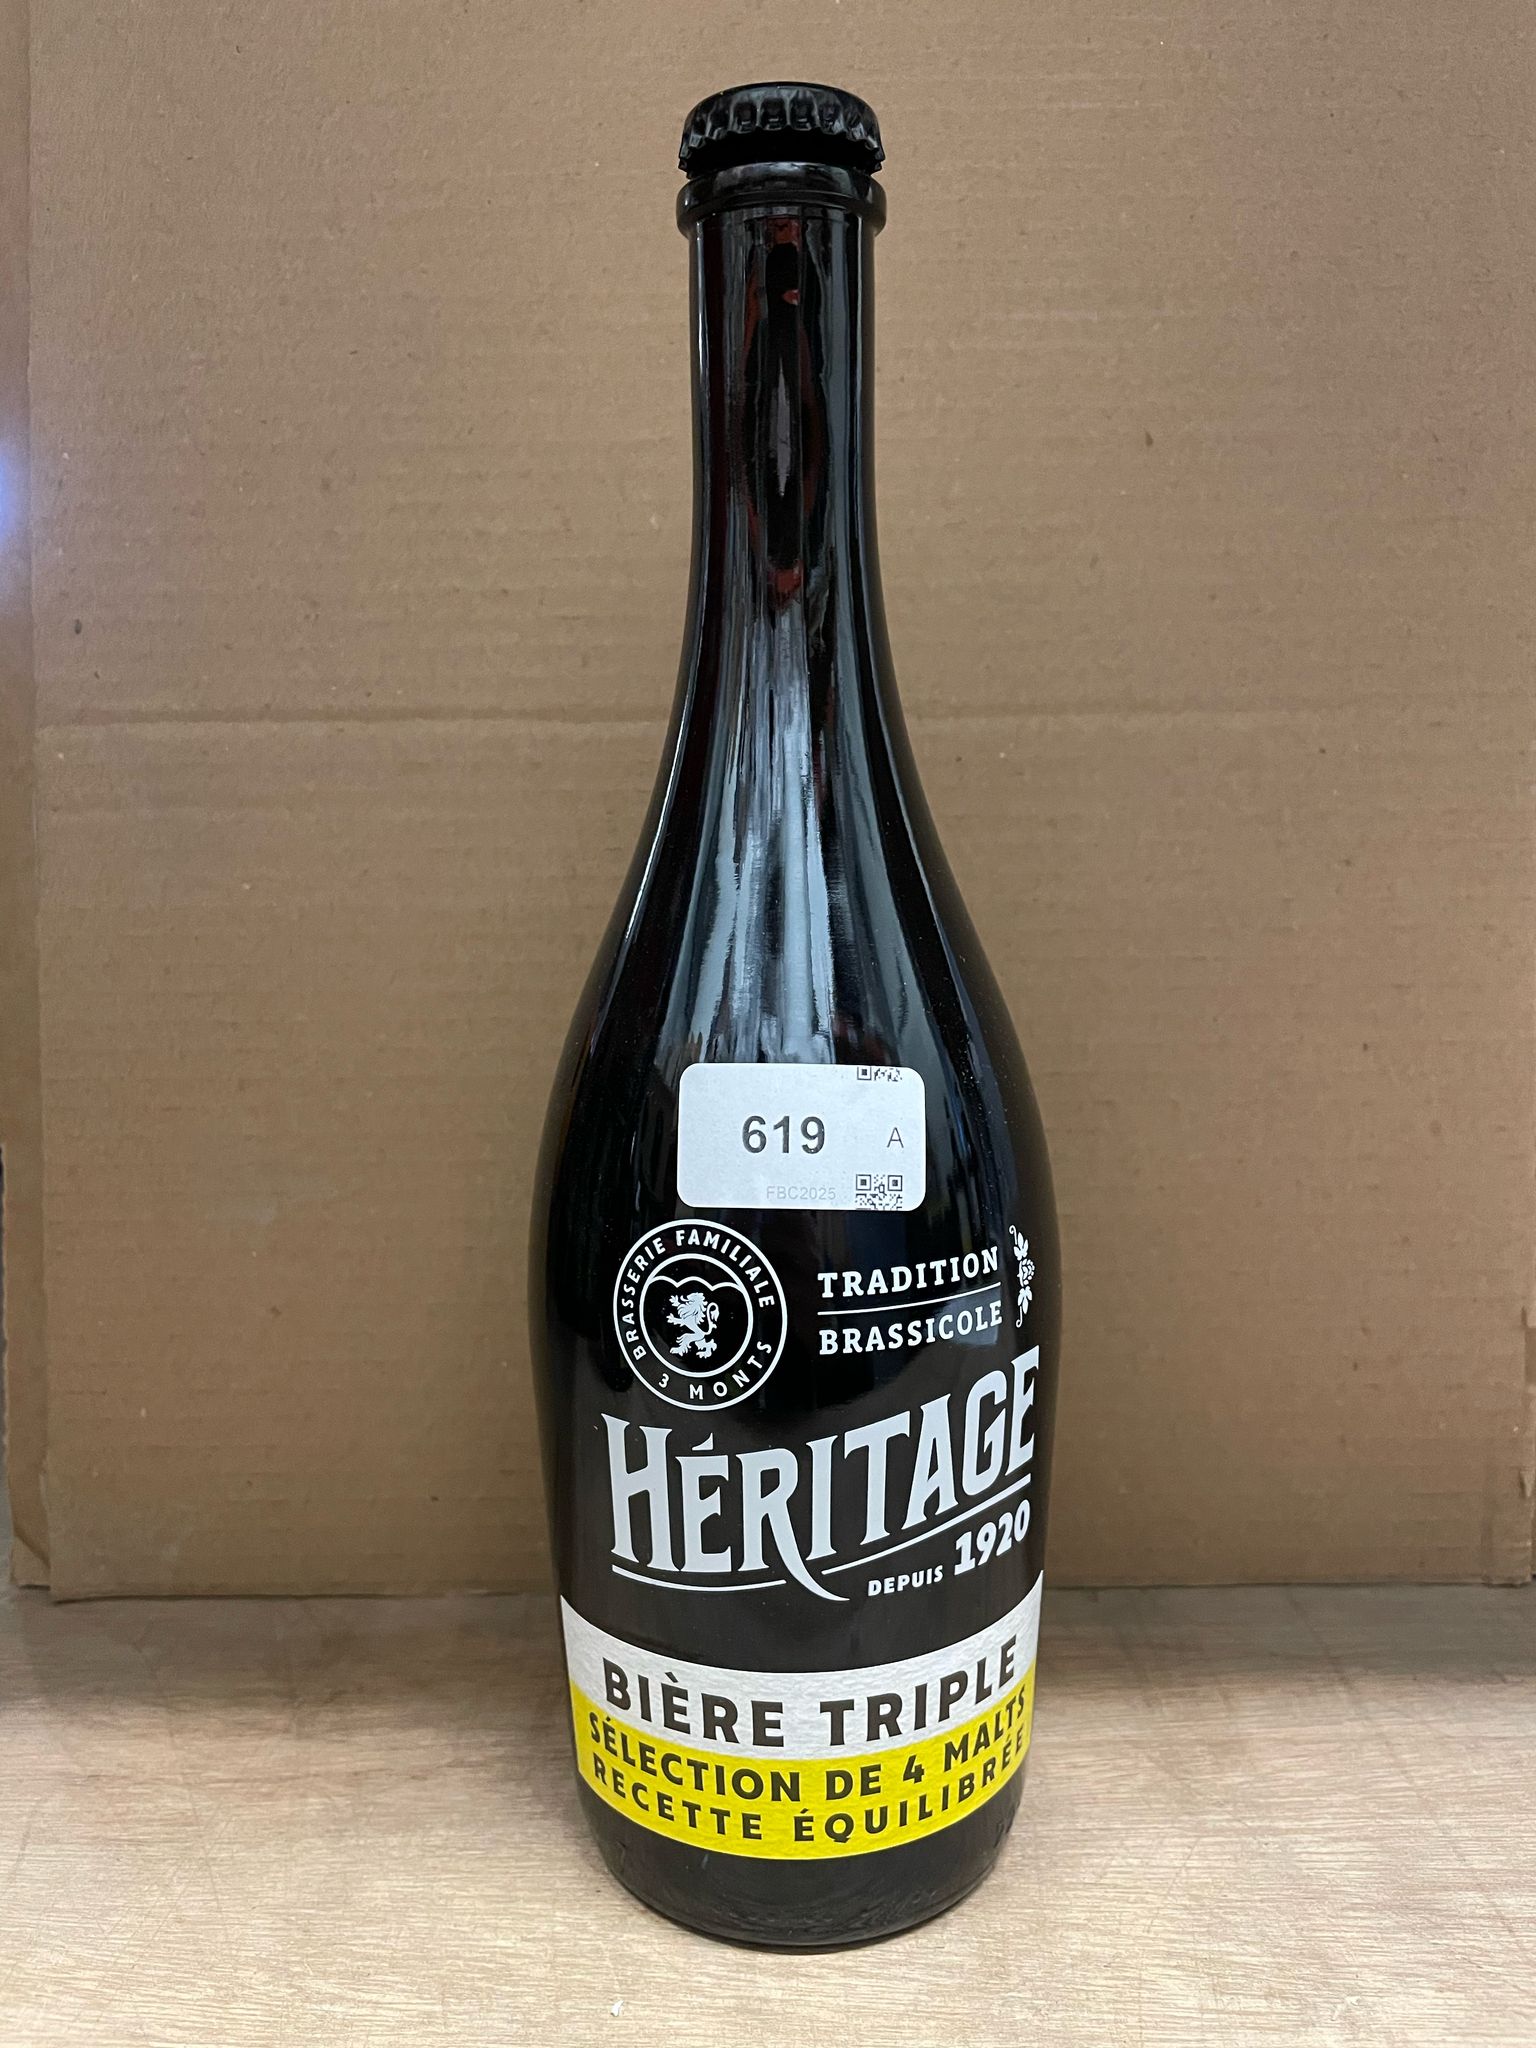 619 A
FBC2025
BRASSERIE FAMILIALE
3 MONTS
TRADITION
BRASSICOLE
HÉRITAGE
DEPUIS 1920
BIÈRE TRIPLE
SÉLECTION DE 4 MALTS
RECETTE ÉQUILIBRÉE